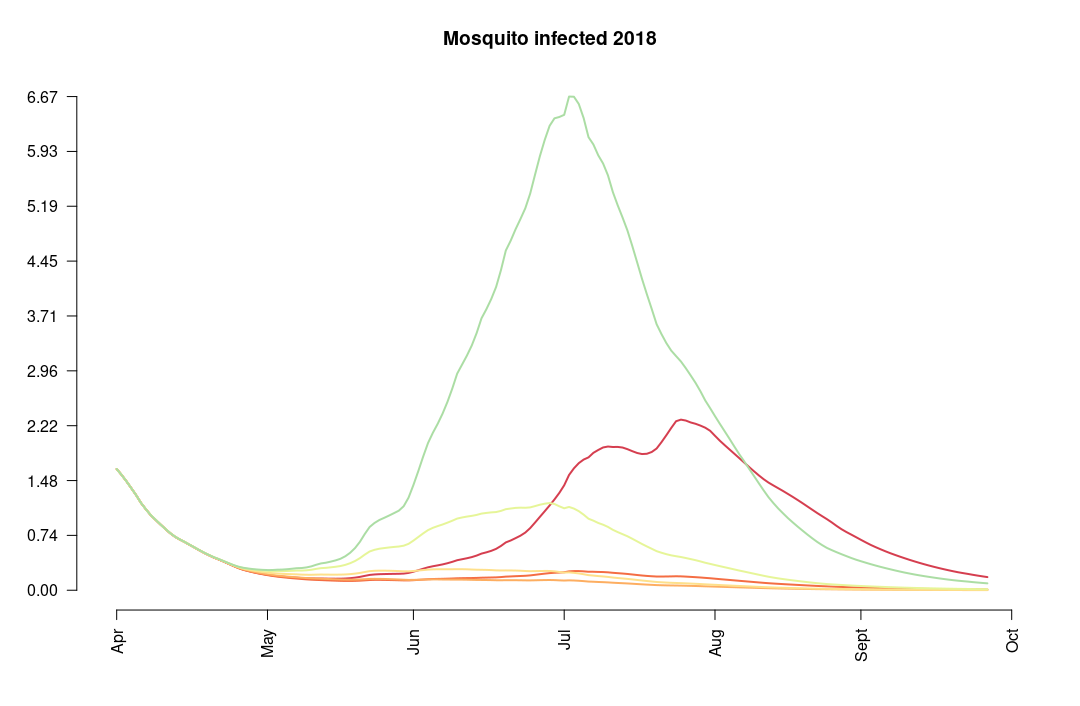 Mosquito infected 2018
6.67
5.93
5.19
4.45
3.71
2.96
2.22
1.48
0.74
0.00
Apr
May
Jun
Jul
Aug
Sept
Oct